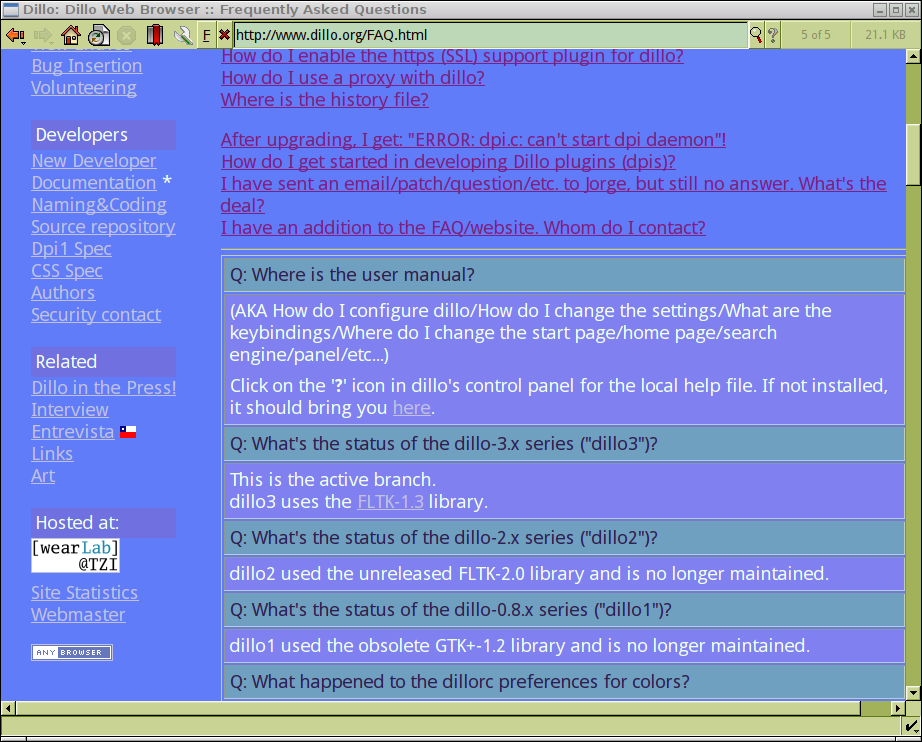 Dillo: Dillo Web Browser :: Frequently Asked Questions
F http://www.dillo.org/FAQ.html ? 5 of 5 21.1 KB
Bug Insertion
Volunteering
Developers
New Developer
Documentation *
Naming&Coding
Source repository
Dpi1 Spec
CSS Spec
Authors
Security contact
Related
Dillo in the Press!
Interview
Entrevista
Links
Art
Hosted at:
[wearLab]
@TZI
Site Statistics
Webmaster
ANY BROWSER
How do I enable the https (SSL) support plugin for dillo?
How do I use a proxy with dillo?
Where is the history file?
After upgrading, I get: "ERROR: dpi.c: can't start dpi daemon"!
How do I get started in developing Dillo plugins (dpis)?
I have sent an email/patch/question/etc. to Jorge, but still no answer. What's the
deal?
I have an addition to the FAQ/website. Whom do I contact?
Q: Where is the user manual?
(AKA How do I configure dillo/How do I change the settings/What are the
keybindings/Where do I change the start page/home page/search
engine/panel/etc...)
Click on the '?' icon in dillo's control panel for the local help file. If not installed,
it should bring you here.
Q: What's the status of the dillo-3.x series ("dillo3")?
This is the active branch.
dillo3 uses the FLTK-1.3 library.
Q: What's the status of the dillo-2.x series ("dillo2")?
dillo2 used the unreleased FLTK-2.0 library and is no longer maintained.
Q: What's the status of the dillo-0.8.x series ("dillo1")?
dillo1 used the obsolete GTK+-1.2 library and is no longer maintained.
Q: What happened to the dillorc preferences for colors?